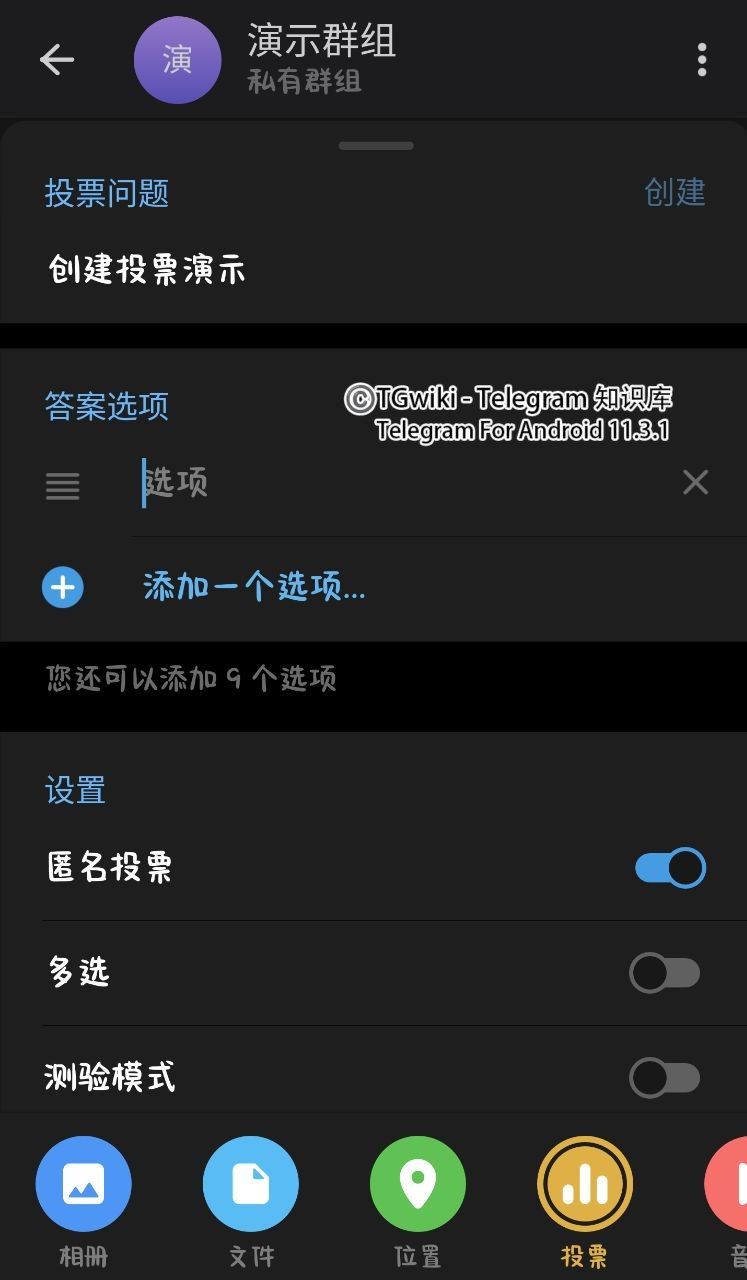 演
演示群组
私有群组
投票问题
创建
创建投票演示
答案选项
©TGwiki - Telegram 知识库
Telegram For Android 11.3.1
选项
添加一个选项...
您还可以添加 9 个选项
设置
匿名投票
多选
测验模式
相册
文件
位置
投票